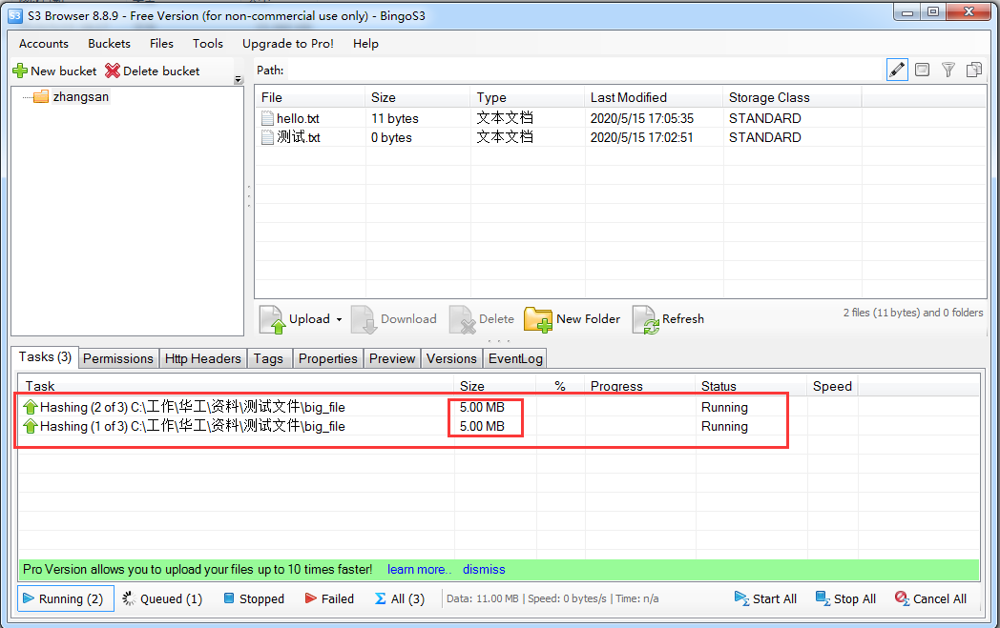 S3 Browser 8.8.9 - Free Version (for non-commercial use only) - BingoS3
Accounts Buckets Files Tools Upgrade to Pro! Help
New bucket Delete bucket
Path:
zhangsan
File Size Type Last Modified Storage Class
hello.txt 11 bytes 文本文档 2020/5/15 17:05:35 STANDARD
测试.txt 0 bytes 文本文档 2020/5/15 17:02:51 STANDARD
Upload Download Delete New Folder Refresh
2 files (11 bytes) and 0 folders
Tasks (3) Permissions Http Headers Tags Properties Preview Versions EventLog
Task Size % Progress Status Speed
Hashing (2 of 3) C:\工作\华工\资料\测试文件\big_file 5.00 MB Running
Hashing (1 of 3) C:\工作\华工\资料\测试文件\big_file 5.00 MB Running
Pro Version allows you to upload your files up to 10 times faster! learn more.. dismiss
Running (2) Queued (1) Stopped Failed All (3) Data: 11.00 MB | Speed: 0 bytes/s | Time: n/a Start All Stop All Cancel All